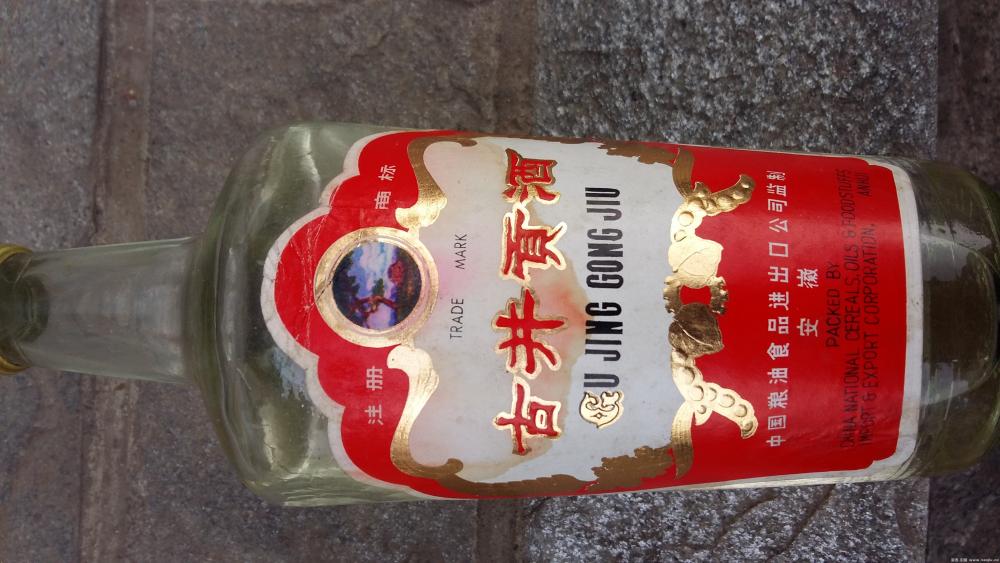 注册 商标
TRADE MARK
古井貢酒
GU JING GONG JIU
中国粮油食品进出口公司监制
安徽
PACKED BY
CHINA NATIONAL CEREALS, OILS & FOODSTUFFS
IMPORT & EXPORT CORPORATION, ANHUI